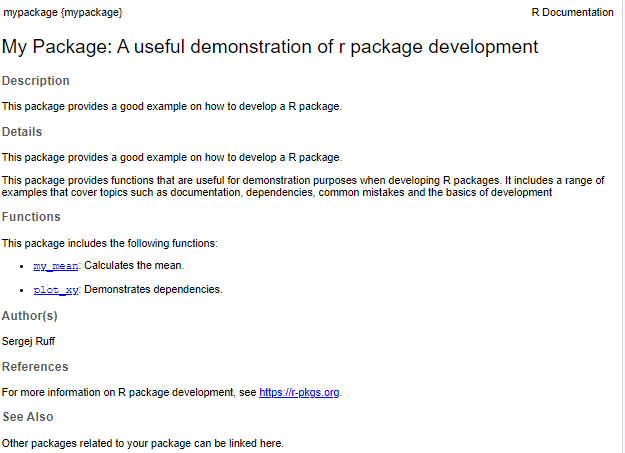 mypackage {mypackage} R Documentation
My Package: A useful demonstration of r package development
Description
This package provides a good example on how to develop a R package.
Details
This package provides a good example on how to develop a R package.
This package provides functions that are useful for demonstration purposes when developing R packages. It includes a range of
examples that cover topics such as documentation, dependencies, common mistakes and the basics of development
Functions
This package includes the following functions:
• my_mean: Calculates the mean.
• plot_xy: Demonstrates dependencies.
Author(s)
Sergej Ruff
References
For more information on R package development, see https://r-pkgs.org.
See Also
Other packages related to your package can be linked here.